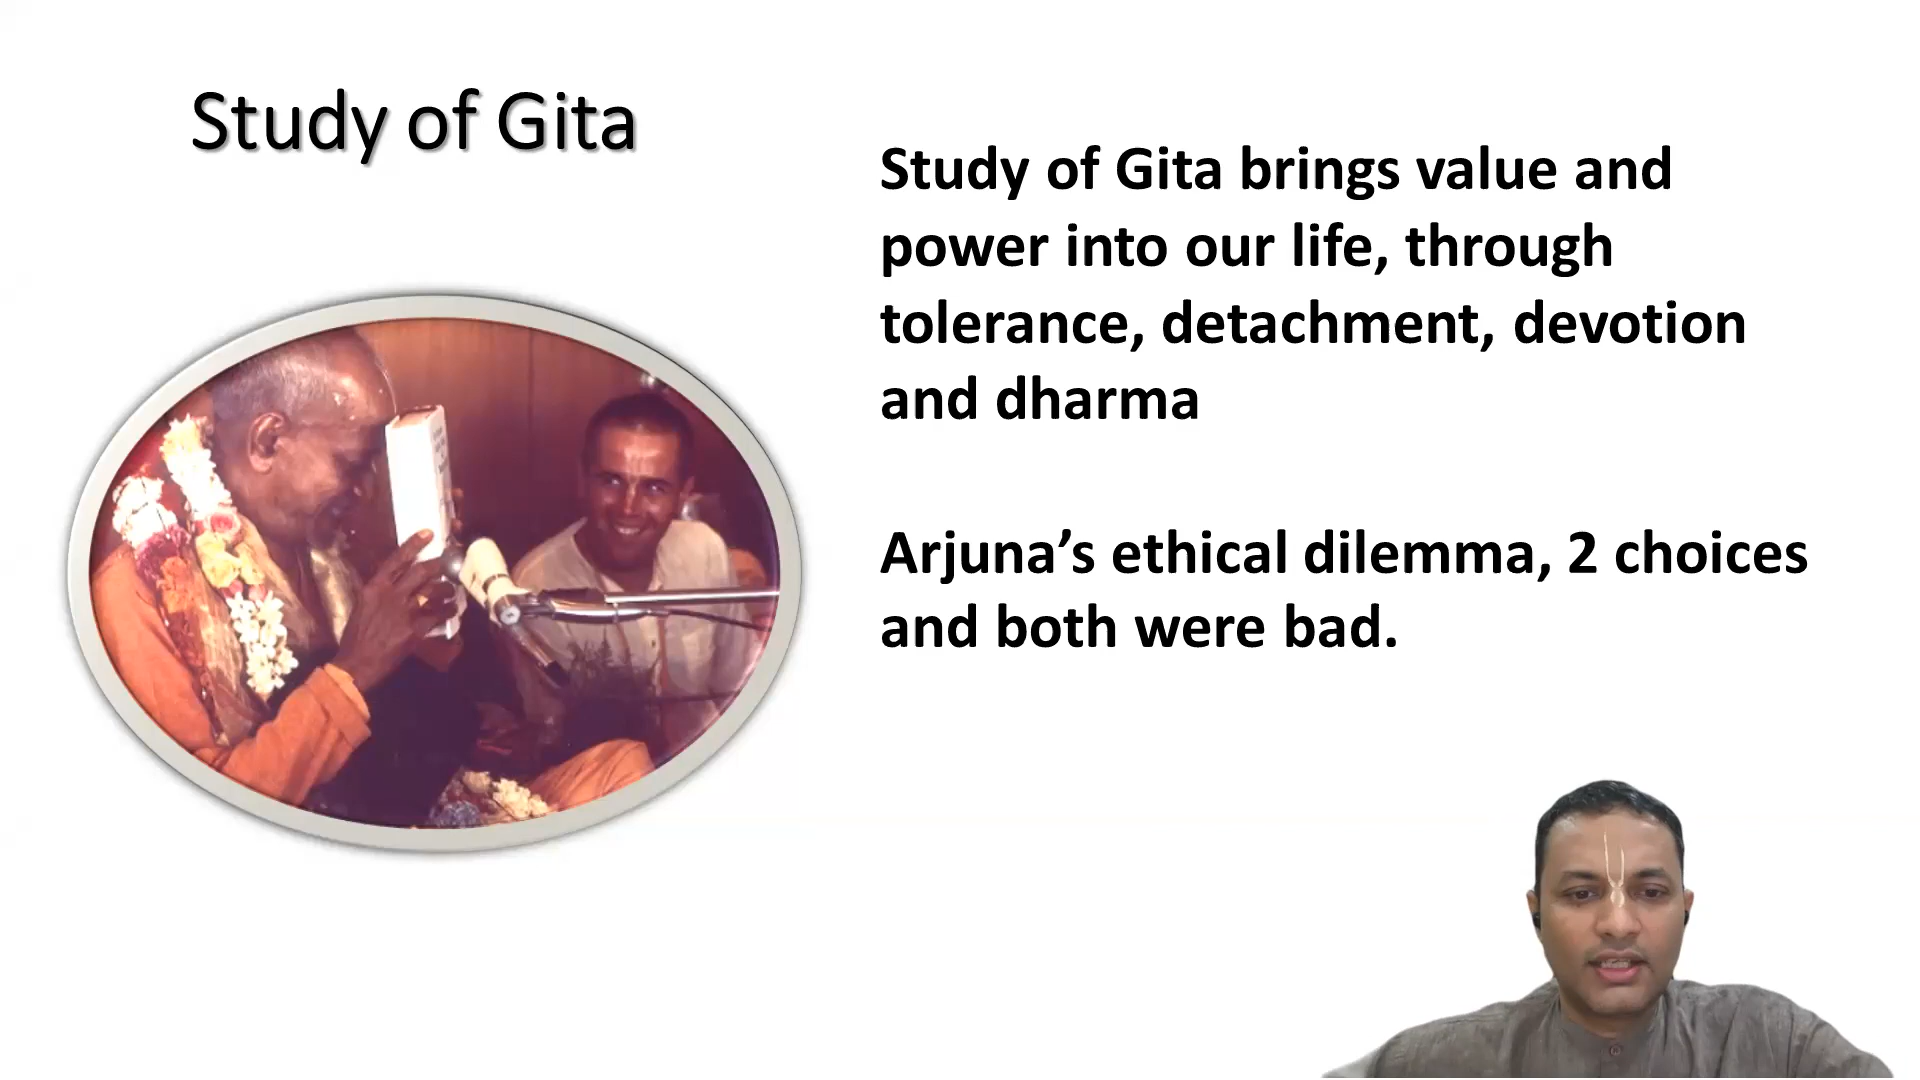 Study of Gita
Study of Gita brings value and
power into our life, through
tolerance, detachment, devotion
and dharma
Arjuna’s ethical dilemma, 2 choices
and both were bad.